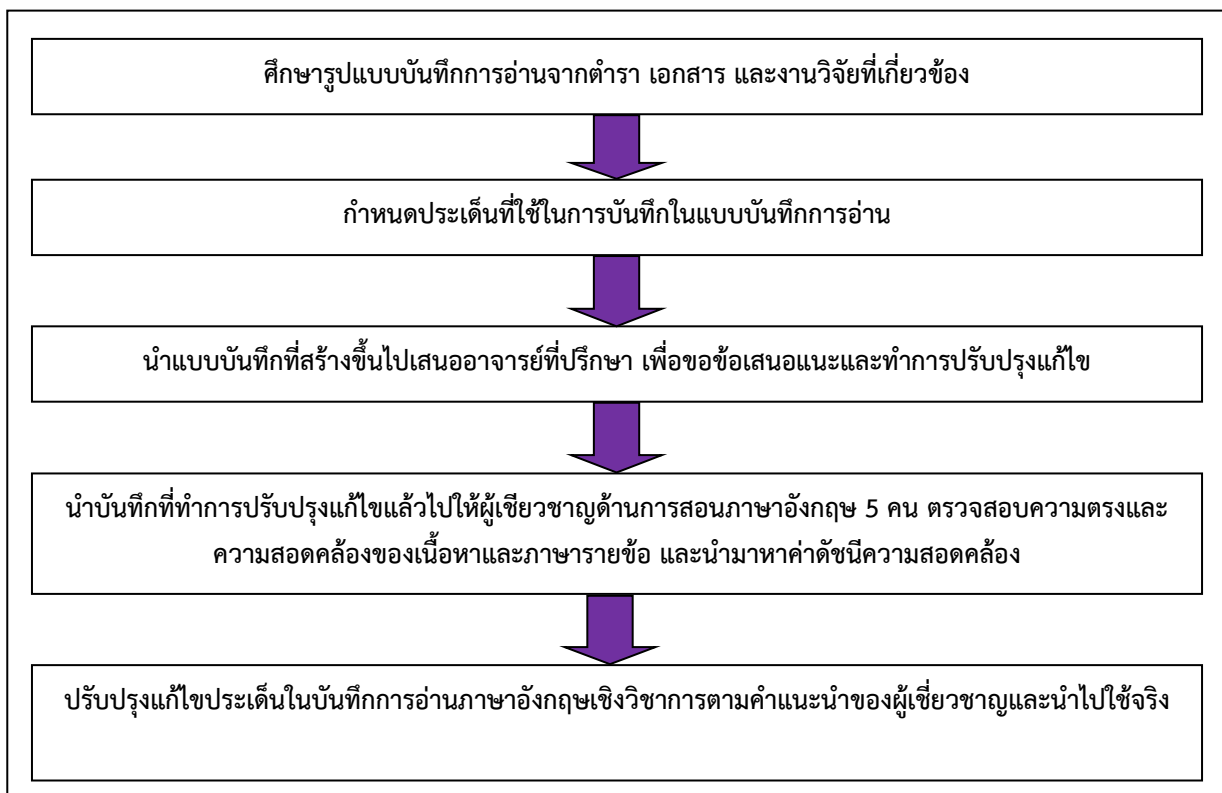 ศึกษารูปแบบบันทึกการอ่านจากตำรา เอกสาร และงานวิจัยที่เกี่ยวข้อง
กำหนดประเด็นที่ใช้ในการบันทึกในแบบบันทึกการอ่าน
นำแบบบันทึกที่สร้างขึ้นไปเสนออาจารย์ที่ปรึกษา เพื่อขอข้อเสนอแนะและทำการปรับปรุงแก้ไข
นำบันทึกที่ทำการปรับปรุงแก้ไขแล้วไปให้ผู้เชียวชาญด้านการสอนภาษาอังกฤษ 5 คน ตรวจสอบความตรงและ
ความสอดคล้องของเนื้อหาและภาษารายข้อ และนำมาหาค่าดัชนีความสอดคล้อง
ปรับปรุงแก้ไขประเด็นในบันทึกการอ่านภาษาอังกฤษเชิงวิชาการตามคำแนะนำของผู้เชี่ยวชาญและนำไปใช้จริง